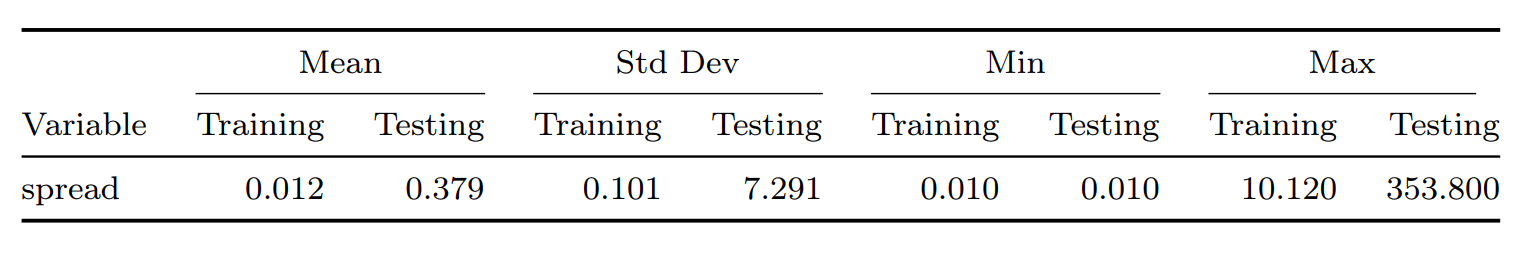 Mean Std Dev Min Max
Variable Training Testing Training Testing Training Testing Training Testing
spread 0.012 0.379 0.101 7.291 0.010 0.010 10.120 353.800